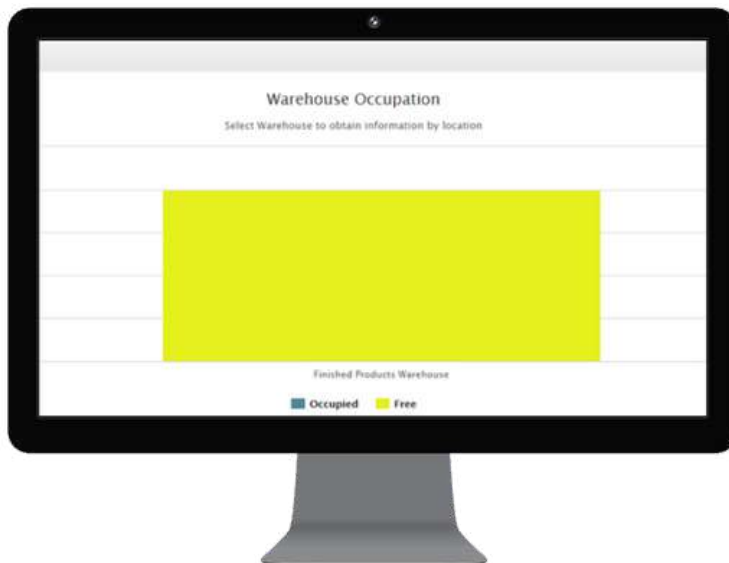 Warehouse Occupation
Select Warehouse to obtain information by location
Finished Products Warehouse
Occupied Free